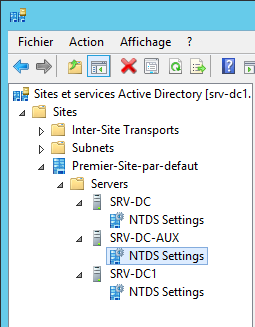 Fichier Action Affichage ?
Sites et services Active Directory [srv-dc1.
Sites
Inter-Site Transports
Subnets
Premier-Site-par-defaut
Servers
SRV-DC
NTDS Settings
SRV-DC-AUX
NTDS Settings
SRV-DC1
NTDS Settings